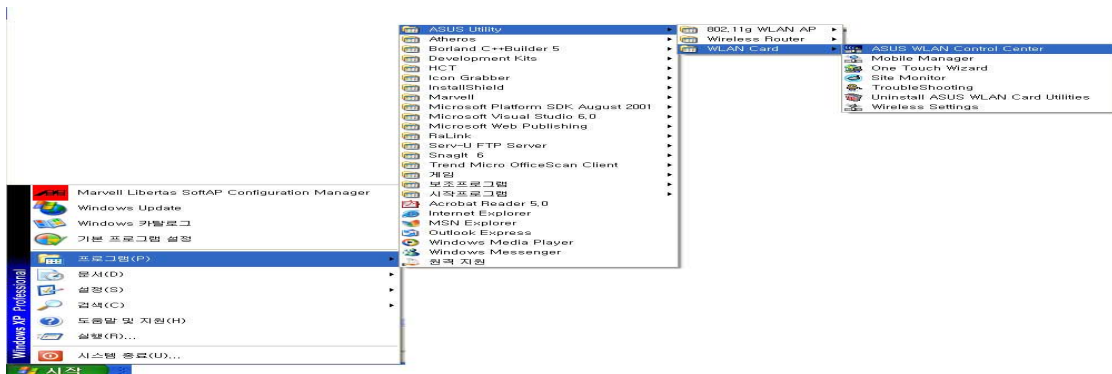 Marvell Libertas SoftAP Configuration Manager
Windows Update
Windows 카탈로그
기본 프로그램 설정
프로그램(P)
문서(D)
설정(S)
검색(C)
도움말 및 지원(H)
실행(R)...
시스템 종료(U)...
Windows XP Professional
시작
ASUS Utility
Atheros
Borland C++Builder 5
Development Kits
HCT
Icon Grabber
InstallShield
Marvell
Microsoft Platform SDK August 2001
Microsoft Visual Studio 6,0
Microsoft Web Publishing
RaLink
Serv-U FTP Server
SnagIt 6
Trend Micro OfficeScan Client
게임
보조프로그램
시작프로그램
Acrobat Reader 5,0
Internet Explorer
MSN Explorer
Outlook Express
Windows Media Player
Windows Messenger
원격 지원
802,11g WLAN AP
Wireless Router
WLAN Card
ASUS WLAN Control Center
Mobile Manager
One Touch Wizard
Site Monitor
TroubleShooting
Uninstall ASUS WLAN Card Utilities
Wireless Settings